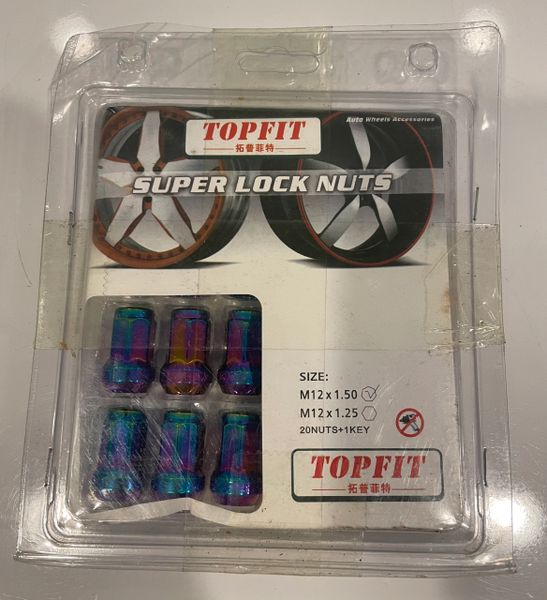 TOPFIT
拓普菲特
Auto Wheels Accessories
SUPER LOCK NUTS
SIZE:
M12 x 1.50
M12 x 1.25
20NUTS+1KEY
TOPFIT
拓普菲特